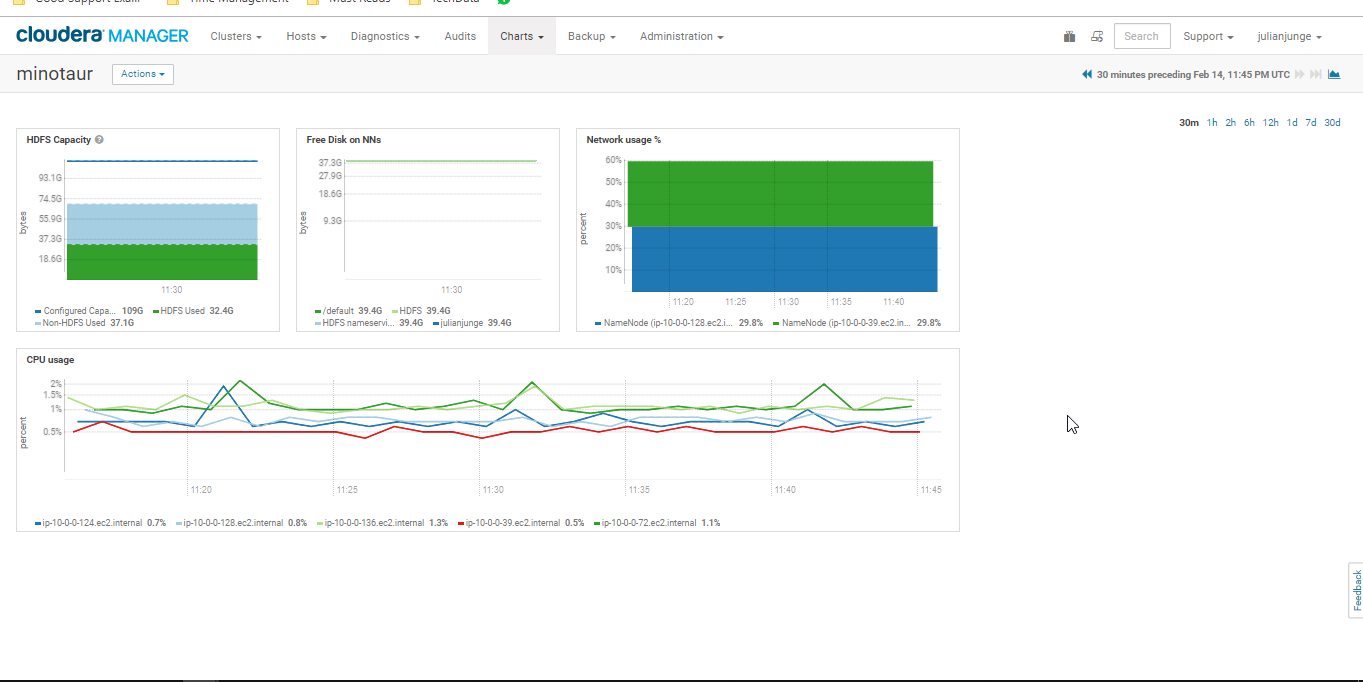 Good Support Exam Time Management Must Reads TechData
cloudera MANAGER Clusters Hosts Diagnostics Audits Charts Backup Administration Search Support julianjunge
minotaur Actions 30 minutes preceding Feb 14, 11:45 PM UTC
30m 1h 2h 6h 12h 1d 7d 30d
HDFS Capacity ?
bytes
93.1G
74.5G
55.9G
37.3G
18.6G
11:30
Configured Capa... 109G HDFS Used 32.4G
Non-HDFS Used 37.1G
Free Disk on NNs
bytes
37.3G
27.9G
18.6G
9.3G
11:30
/default 39.4G HDFS 39.4G
HDFS nameservi... 39.4G julianjunge 39.4G
Network usage %
percent
60%
50%
40%
30%
20%
10%
11:20 11:25 11:30 11:35 11:40
NameNode (ip-10-0-0-128.ec2.i... 29.8% NameNode (ip-10-0-0-39.ec2.in... 29.8%
CPU usage
percent
2%
1.5%
1%
0.5%
11:20 11:25 11:30 11:35 11:40 11:45
ip-10-0-0-124.ec2.internal 0.7% ip-10-0-0-128.ec2.internal 0.8% ip-10-0-0-136.ec2.internal 1.3% ip-10-0-0-39.ec2.internal 0.5% ip-10-0-0-72.ec2.internal 1.1%
Feedback